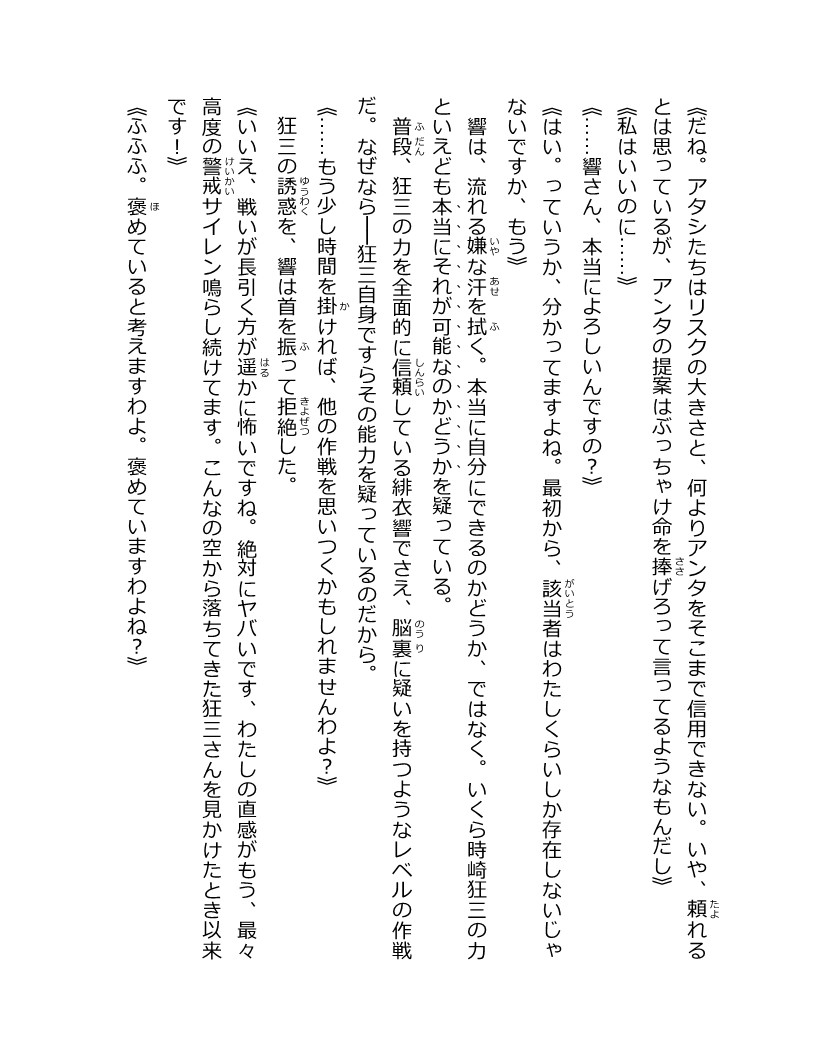 《だね。アタシたちはリスクの大きさと、何よりアンタをそこまで信用できない。いや、頼れる
とは思っているが、アンタの提案はぶっちゃけ命を捧げろって言ってるようなもんだし》
《私はいいのに……》
《……響さん、本当によろしいんですの？》
《はい。っていうか、分かってますよね。最初から、該当者はわたしくらいしか存在しないじゃ
ないですか、もう》
響は、流れる嫌な汗を拭く。本当に自分にできるのかどうか、ではなく。いくら時崎狂三の力
といえども本当にそれが可能なのかどうかを疑っている。
普段、狂三の力を全面的に信頼している緋衣響でさえ、脳裏に疑いを持つようなレベルの作戦
だ。なぜなら――狂三自身ですらその能力を疑っているのだから。
《……もう少し時間を掛ければ、他の作戦を思いつくかもしれませんわよ？》
狂三の誘惑を、響は首を振って拒絶した。
《いいえ、戦いが長引く方が遥かに怖いですね。絶対にヤバいです、わたしの直感がもう、最々
高度の警戒サイレン鳴らし続けてます。こんなの空から落ちてきた狂三さんを見かけたとき以来
です！》
《ふふふ。褒めていると考えますわよ。褒めていますわよね？》